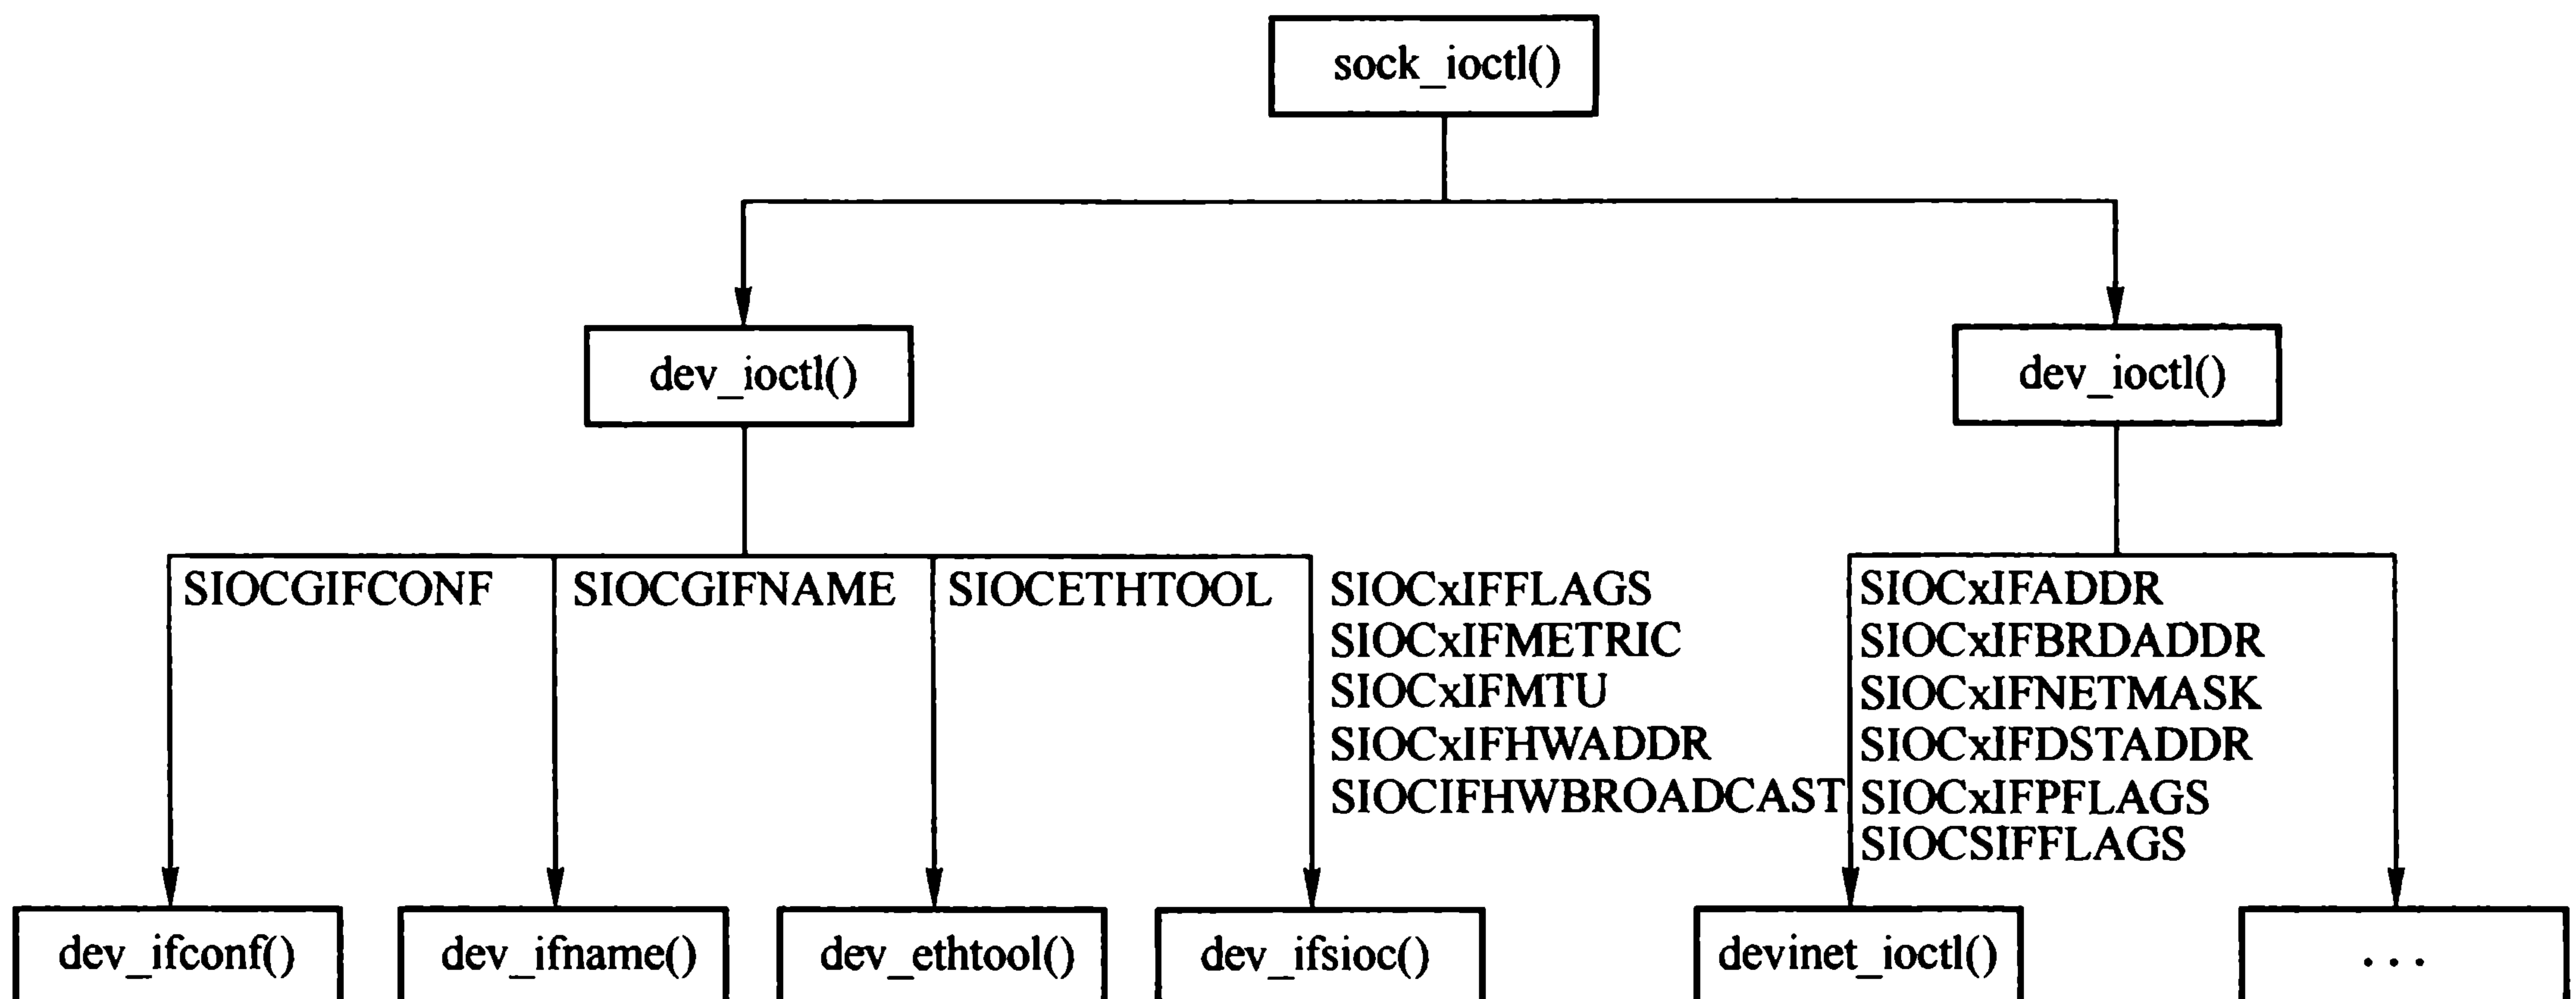 sock_ioctl()
dev_ioctl()
dev_ioctl()
SIOCGIFCONF
SIOCGIFNAME
SIOCETHTOOL
SIOCxIFFLAGS
SIOCxIFMETRIC
SIOCxIFMTU
SIOCxIFHWADDR
SIOCIFHWBROADCAST
SIOCxIFADDR
SIOCxIFBRDADDR
SIOCxIFNETMASK
SIOCxIFDSTADDR
SIOCxIFPFLAGS
SIOCSIFFLAGS
dev_ifconf()
dev_ifname()
dev_ethtool()
dev_ifsioc()
devinet_ioctl()
...